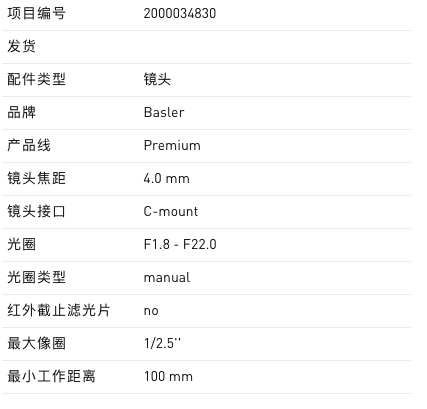 项目编号 2000034830
发货
配件类型 镜头
品牌 Basler
产品线 Premium
镜头焦距 4.0 mm
镜头接口 C-mount
光圈 F1.8 - F22.0
光圈类型 manual
红外截止滤光片 no
最大像圈 1/2.5''
最小工作距离 100 mm